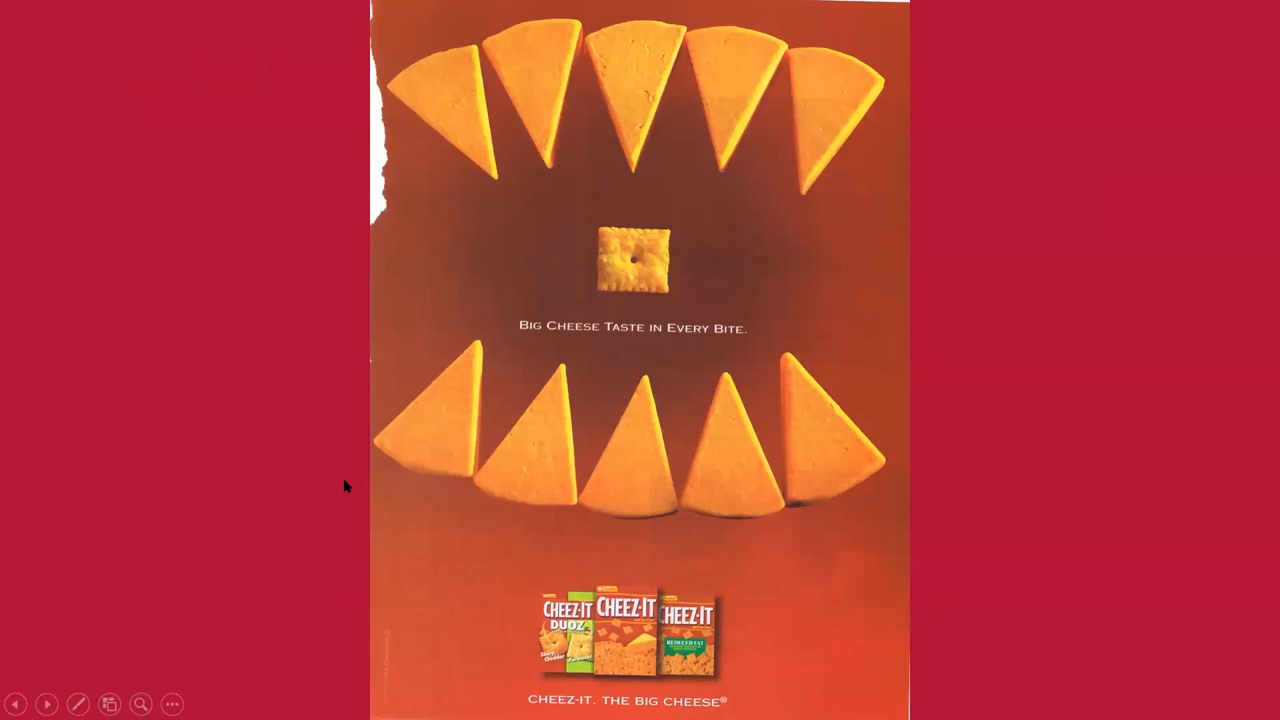 BIG CHEESE TASTE IN EVERY BITE.
CHEEZ-IT
DUOZ
CHEEZ-IT
CHEEZ-IT
REDUCED FAT
CHEEZ-IT. THE BIG CHEESE®